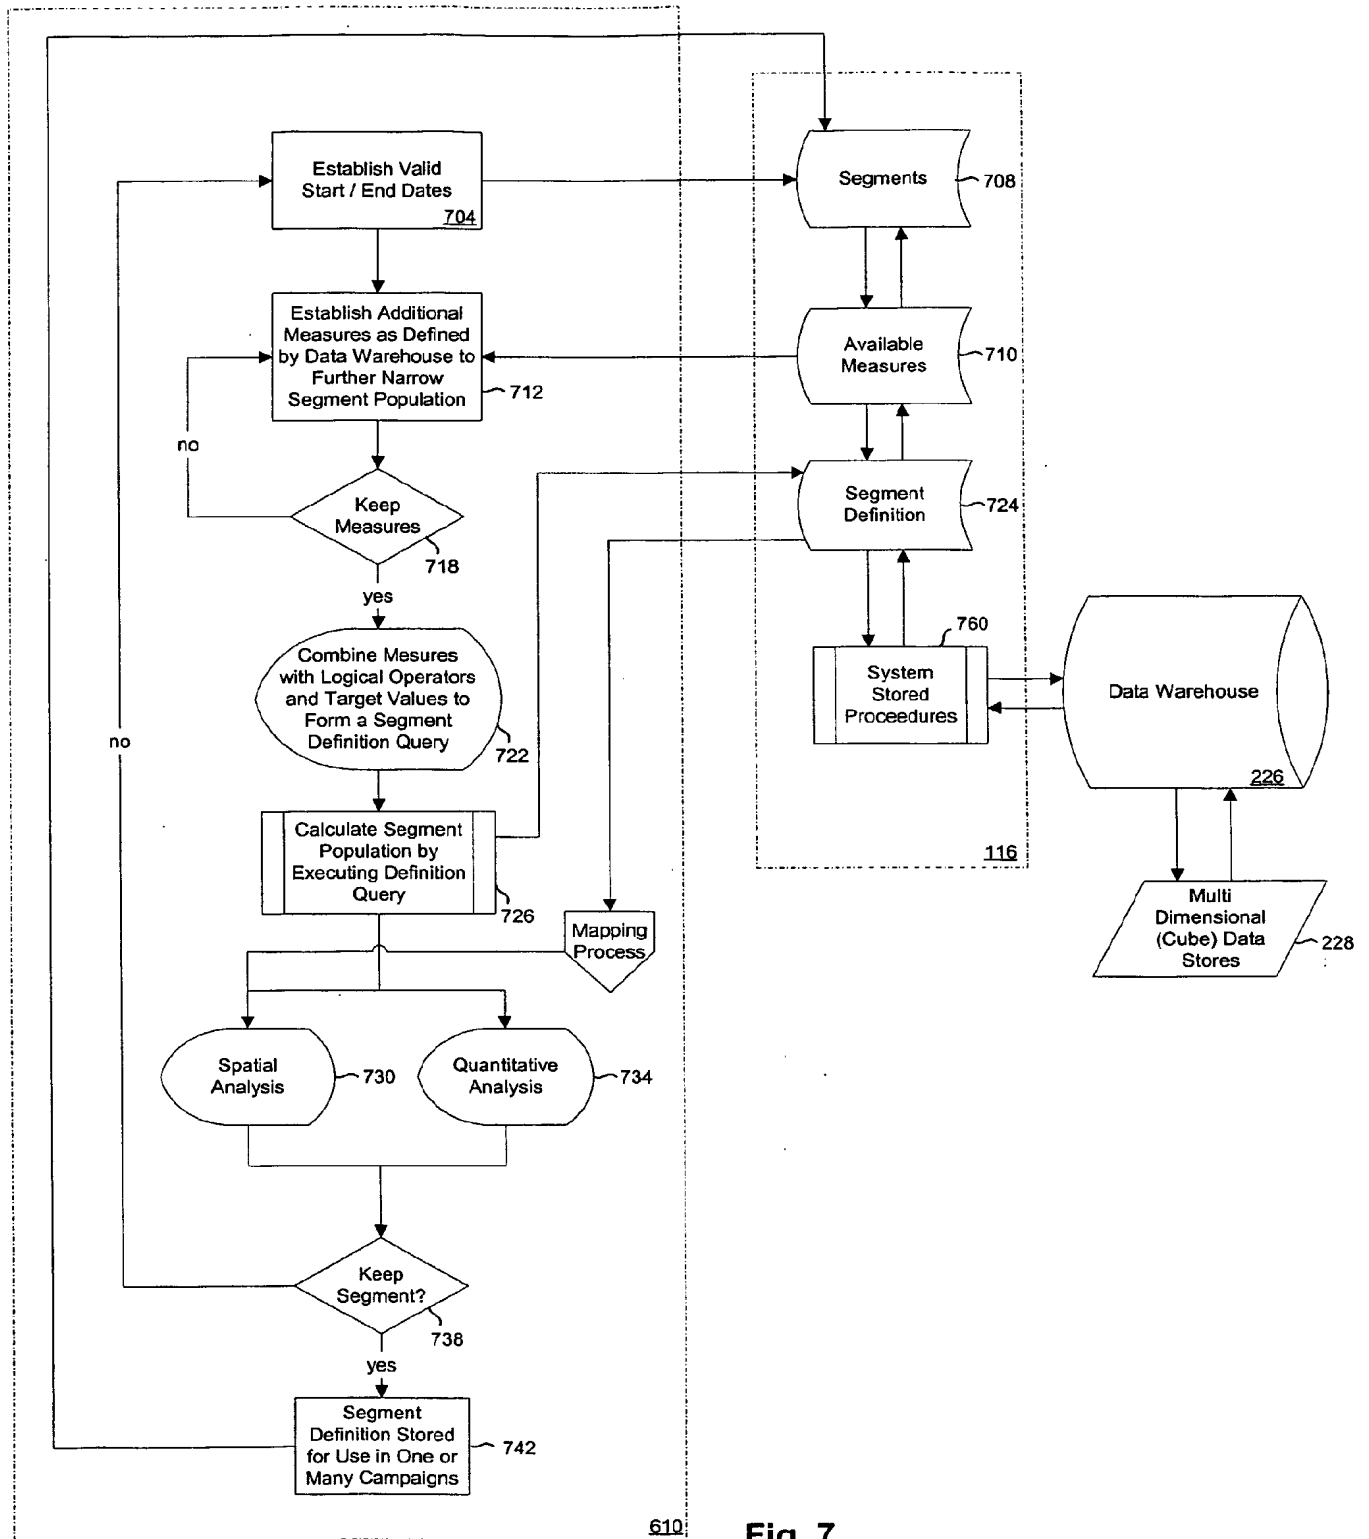 Establish Valid
Start / End Dates
704
Segments
708
Establish Additional
Measures as Defined
by Data Warehouse to
Further Narrow
Segment Population
712
Available
Measures
710
no
Keep
Measures
718
Segment
Definition
724
yes
Combine Mesures
with Logical Operators
and Target Values to
Form a Segment
Definition Query
722
760
System
Stored
Proceedures
Data Warehouse
226
no
Calculate Segment
Population by
Executing Definition
Query
726
116
Mapping
Process
Multi
Dimensional
(Cube) Data
Stores
228
Spatial
Analysis
730
Quantitative
Analysis
734
Keep
Segment?
738
yes
Segment
Definition Stored
for Use in One or
Many Campaigns
742
610
Fig. 7